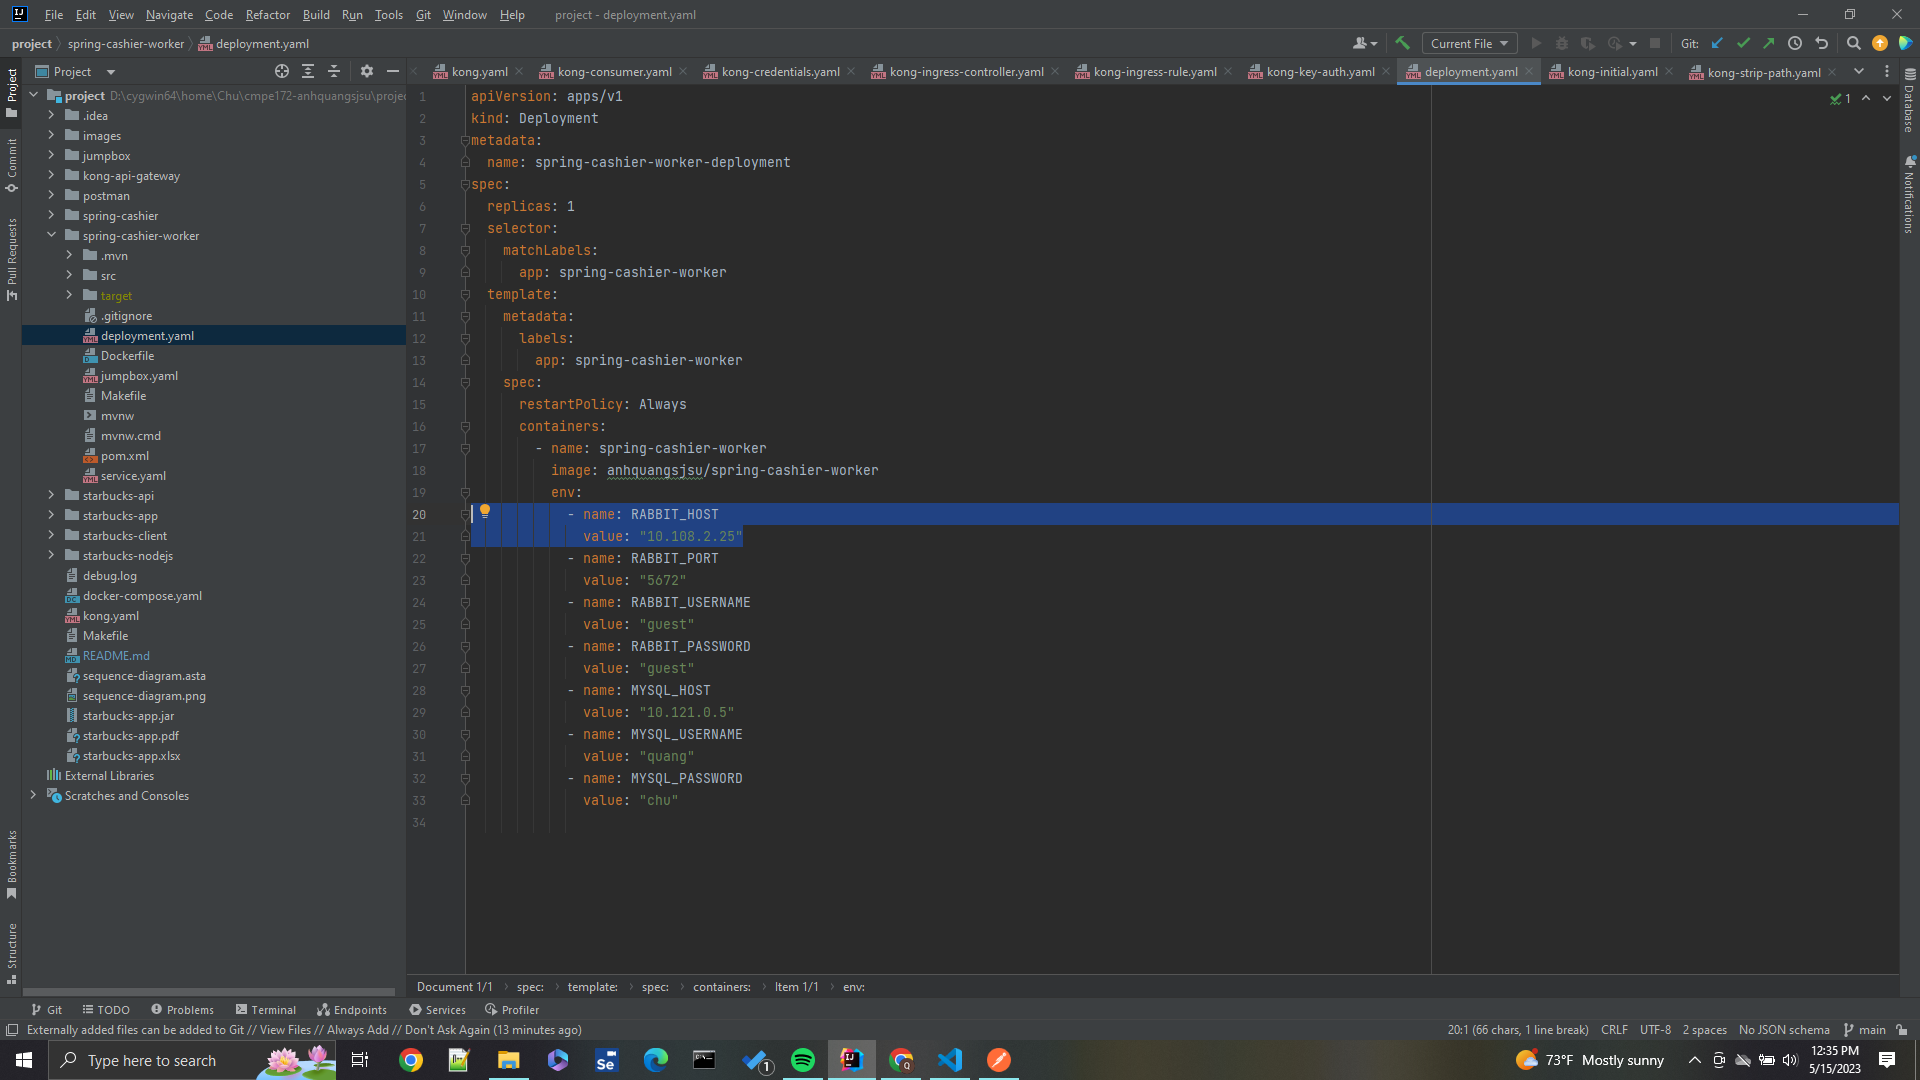 File Edit View Navigate Code Refactor Build Run Tools Git Window Help project - deployment.yaml
project spring-cashier-worker deployment.yaml
Current File Git:
Project
kong.yaml kong-consumer.yaml kong-credentials.yaml kong-ingress-controller.yaml kong-ingress-rule.yaml kong-key-auth.yaml deployment.yaml kong-initial.yaml kong-strip-path.yaml
Project
Commit
Pull Requests
Bookmarks
Structure
project D:\cygwin64\home\Chu\cmpe172-anhquangsjsu\projec
.idea
images
jumpbox
kong-api-gateway
postman
spring-cashier
spring-cashier-worker
.mvn
src
target
.gitignore
deployment.yaml
Dockerfile
jumpbox.yaml
Makefile
mvnw
mvnw.cmd
pom.xml
service.yaml
starbucks-api
starbucks-app
starbucks-client
starbucks-nodejs
debug.log
docker-compose.yaml
kong.yaml
Makefile
README.md
sequence-diagram.asta
sequence-diagram.png
starbucks-app.jar
starbucks-app.pdf
starbucks-app.xlsx
External Libraries
Scratches and Consoles
1 apiVersion: apps/v1
2 kind: Deployment
3 metadata:
4 name: spring-cashier-worker-deployment
5 spec:
6 replicas: 1
7 selector:
8 matchLabels:
9 app: spring-cashier-worker
10 template:
11 metadata:
12 labels:
13 app: spring-cashier-worker
14 spec:
15 restartPolicy: Always
16 containers:
17 - name: spring-cashier-worker
18 image: anhquangsjsu/spring-cashier-worker
19 env:
20 - name: RABBIT_HOST
21 value: "10.108.2.25"
22 - name: RABBIT_PORT
23 value: "5672"
24 - name: RABBIT_USERNAME
25 value: "guest"
26 - name: RABBIT_PASSWORD
27 value: "guest"
28 - name: MYSQL_HOST
29 value: "10.121.0.5"
30 - name: MYSQL_USERNAME
31 value: "quang"
32 - name: MYSQL_PASSWORD
33 value: "chu"
34
1
Database
Notifications
Document 1/1 spec: template: spec: containers: Item 1/1 env:
Git TODO Problems Terminal Endpoints Services Profiler
Externally added files can be added to Git // View Files // Always Add // Don't Ask Again (13 minutes ago) 20:1 (66 chars, 1 line break) CRLF UTF-8 2 spaces No JSON schema main
Type here to search 73°F Mostly sunny 12:35 PM
5/15/2023